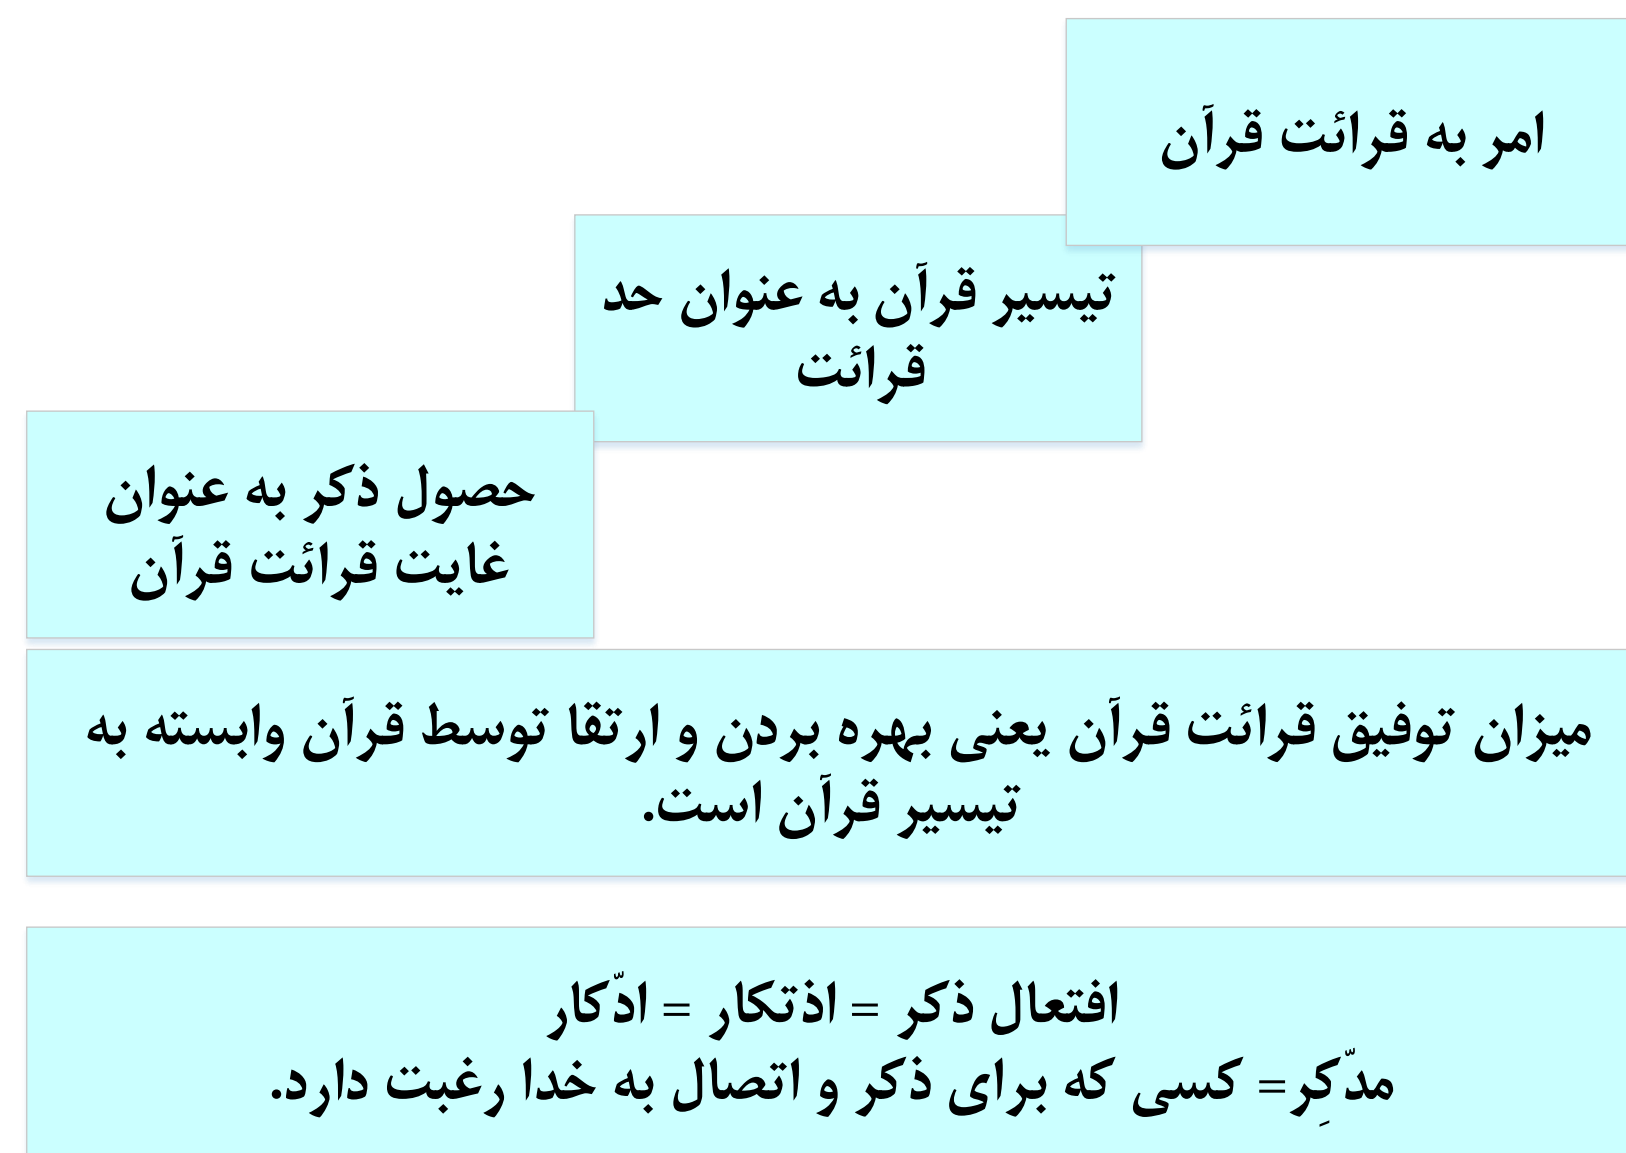 امر به قرائت قرآن
تیسیر قرآن به عنوان حد
قرائت
حصول ذکر به عنوان
غایت قرائت قرآن
میزان توفیق قرائت قرآن یعنی بهره بردن و ارتقا توسط قرآن وابسته به
تیسیر قرآن است.
افتعال ذکر = اذتکار = ادّکار
مدّکِر= کسی که برای ذکر و اتصال به خدا رغبت دارد.